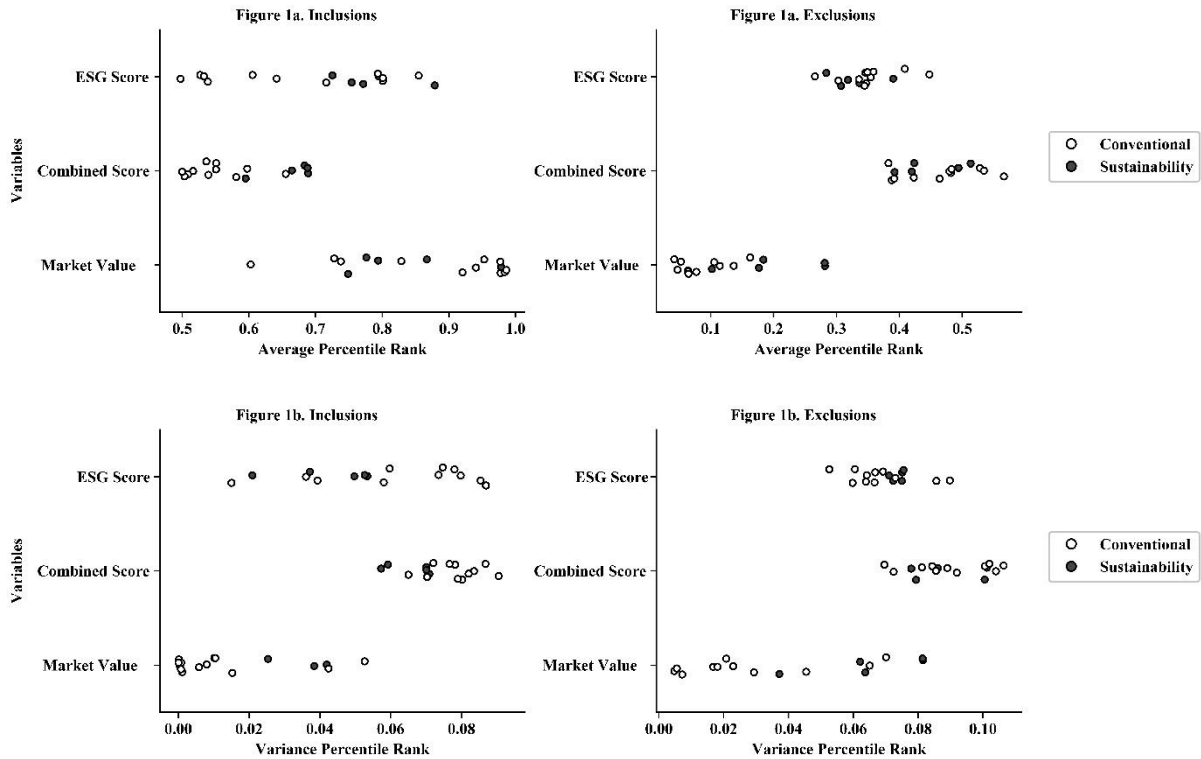 Figure 1a. Inclusions
Figure 1a. Exclusions
Variables
ESG Score
Combined Score
Market Value
0.5 0.6 0.7 0.8 0.9 1.0
Average Percentile Rank
ESG Score
Combined Score
Market Value
0.1 0.2 0.3 0.4 0.5
Average Percentile Rank
Conventional
Sustainability
Figure 1b. Inclusions
Figure 1b. Exclusions
Variables
ESG Score
Combined Score
Market Value
0.00 0.02 0.04 0.06 0.08
Variance Percentile Rank
ESG Score
Combined Score
Market Value
0.00 0.02 0.04 0.06 0.08 0.10
Variance Percentile Rank
Conventional
Sustainability